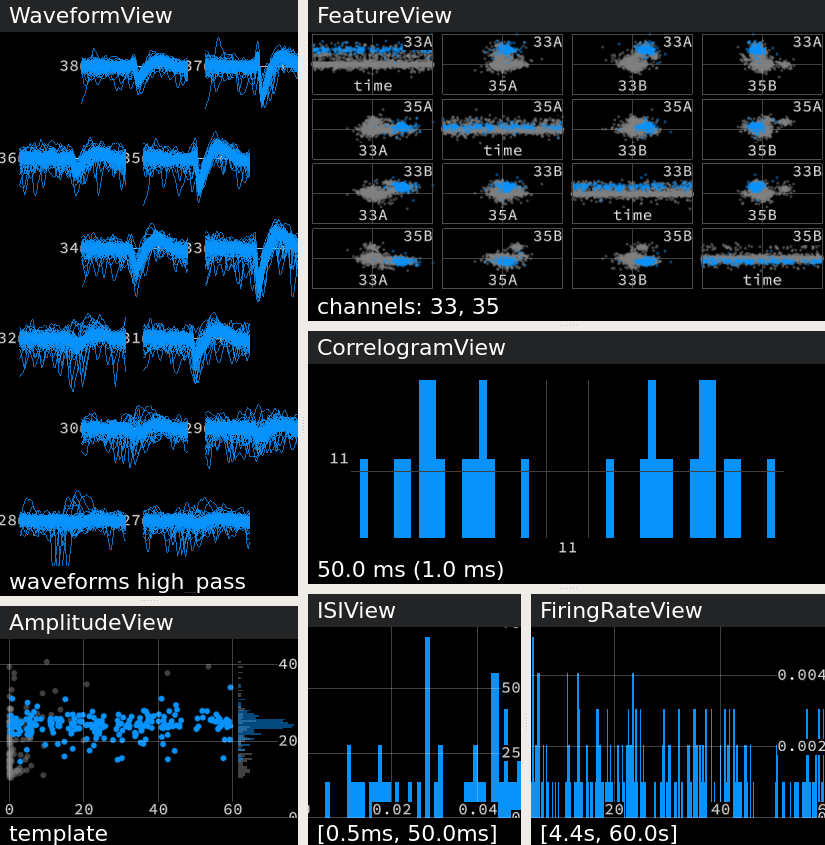 WaveformView
38 37
36 35
34 33
32 31
30 29
28 27
waveforms high_pass
FeatureView
33A 33A 33A 33A
time 35A 33B 35B
35A 35A 35A 35A
33A time 33B 35B
33B 33B 33B 33B
33A 35A time 35B
35B 35B 35B 35B
33A 35A 33B time
channels: 33, 35
CorrelogramView
11
11
50.0 ms (1.0 ms)
AmplitudeView
40
20
0
0 20 40 60
template
ISIView
50
25
0.02 0.04
[0.5ms, 50.0ms]
FiringRateView
0.004
0.002
20 40
[4.4s, 60.0s]